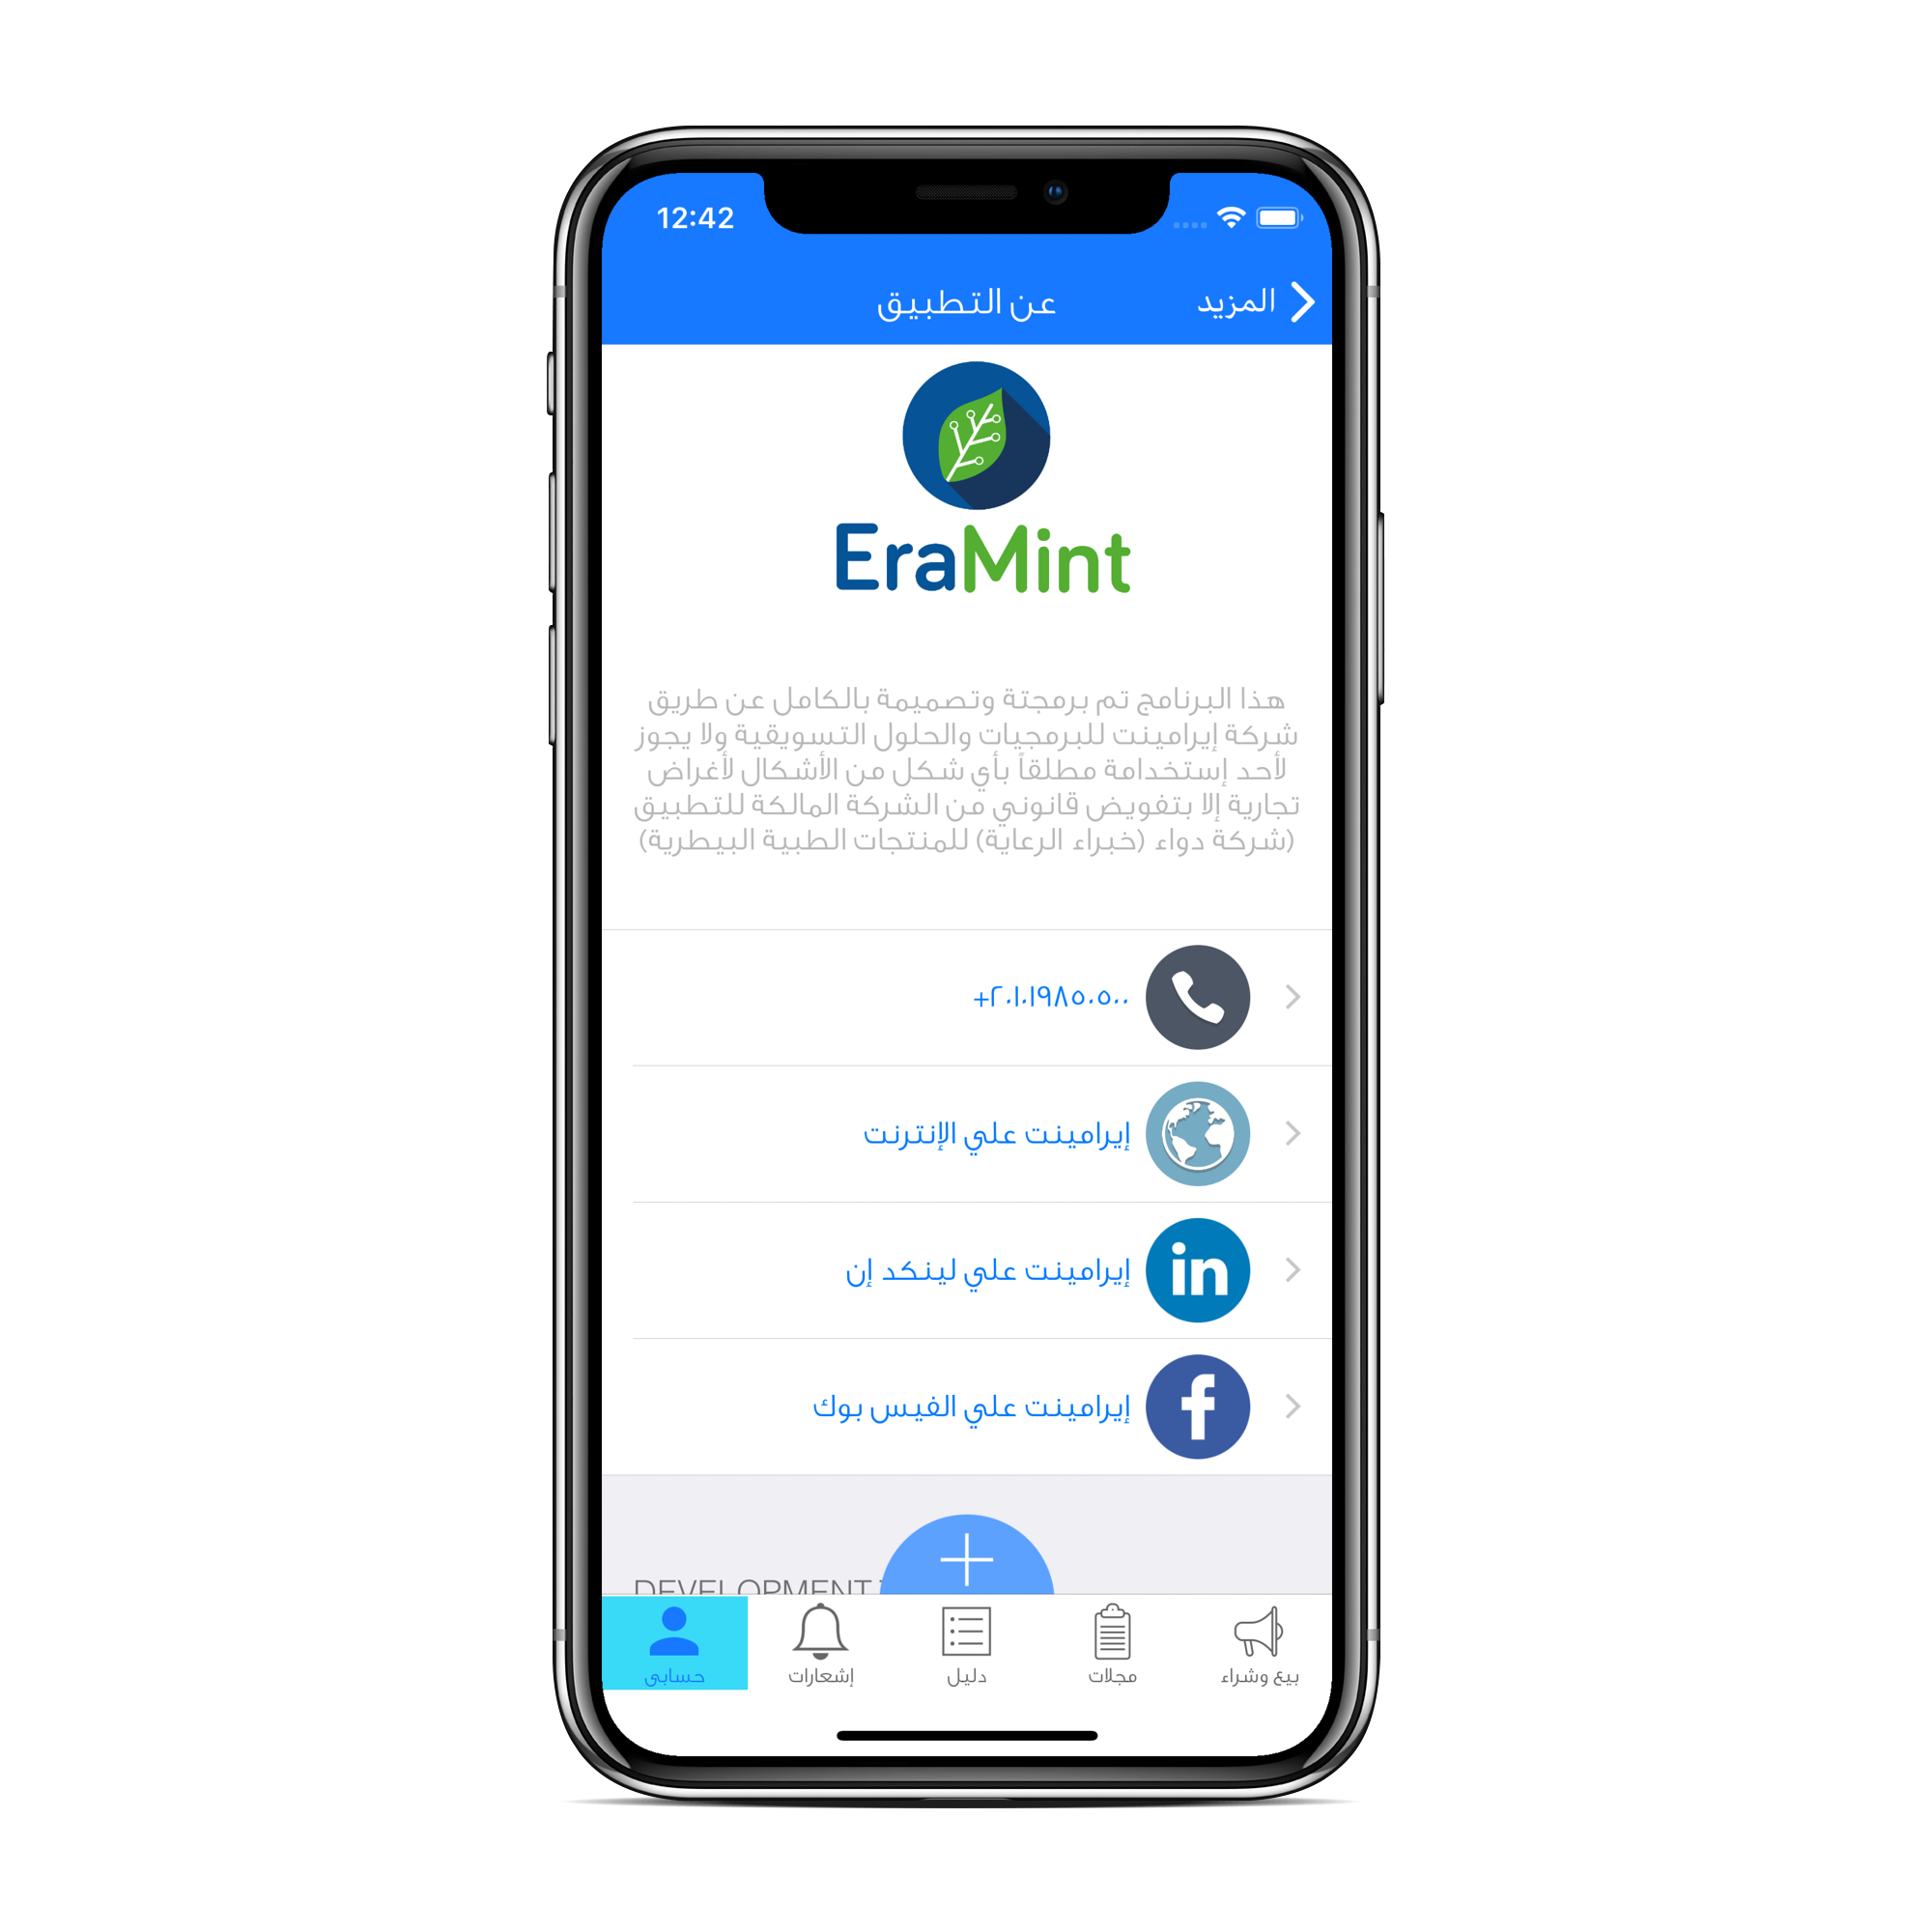 12:42
المزيد
عن التطبيق
EraMint
هذا البرنامج تم برمجتة وتصميمة بالكامل عن طريق
شركة إيرامينت للبرمجيات والحلول التسويقية ولا يجوز
لأحد إستخدامة مطلقاً بأي شكل من الأشكال لأغراض
تجارية إلا بتفويض قانوني من الشركة المالكة للتطبيق
(شركة دواء (خبراء الرعاية) للمنتجات الطبية البيطرية)
+٢٠١٠١٩٨٥٠٥٠٠
إيرامينت علي الإنترنت
in
إيرامينت علي لينكد إن
f
إيرامينت علي الفيس بوك
DEVELOPMENT
بيع وشراء
مجلات
دليل
إشعارات
حسابى